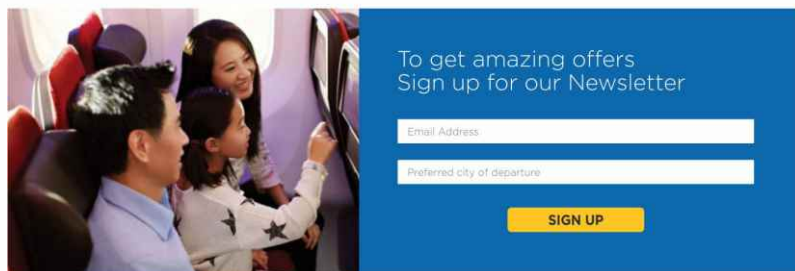 To get amazing offers
Sign up for our Newsletter
Email Address
Preferred city of departure
SIGN UP